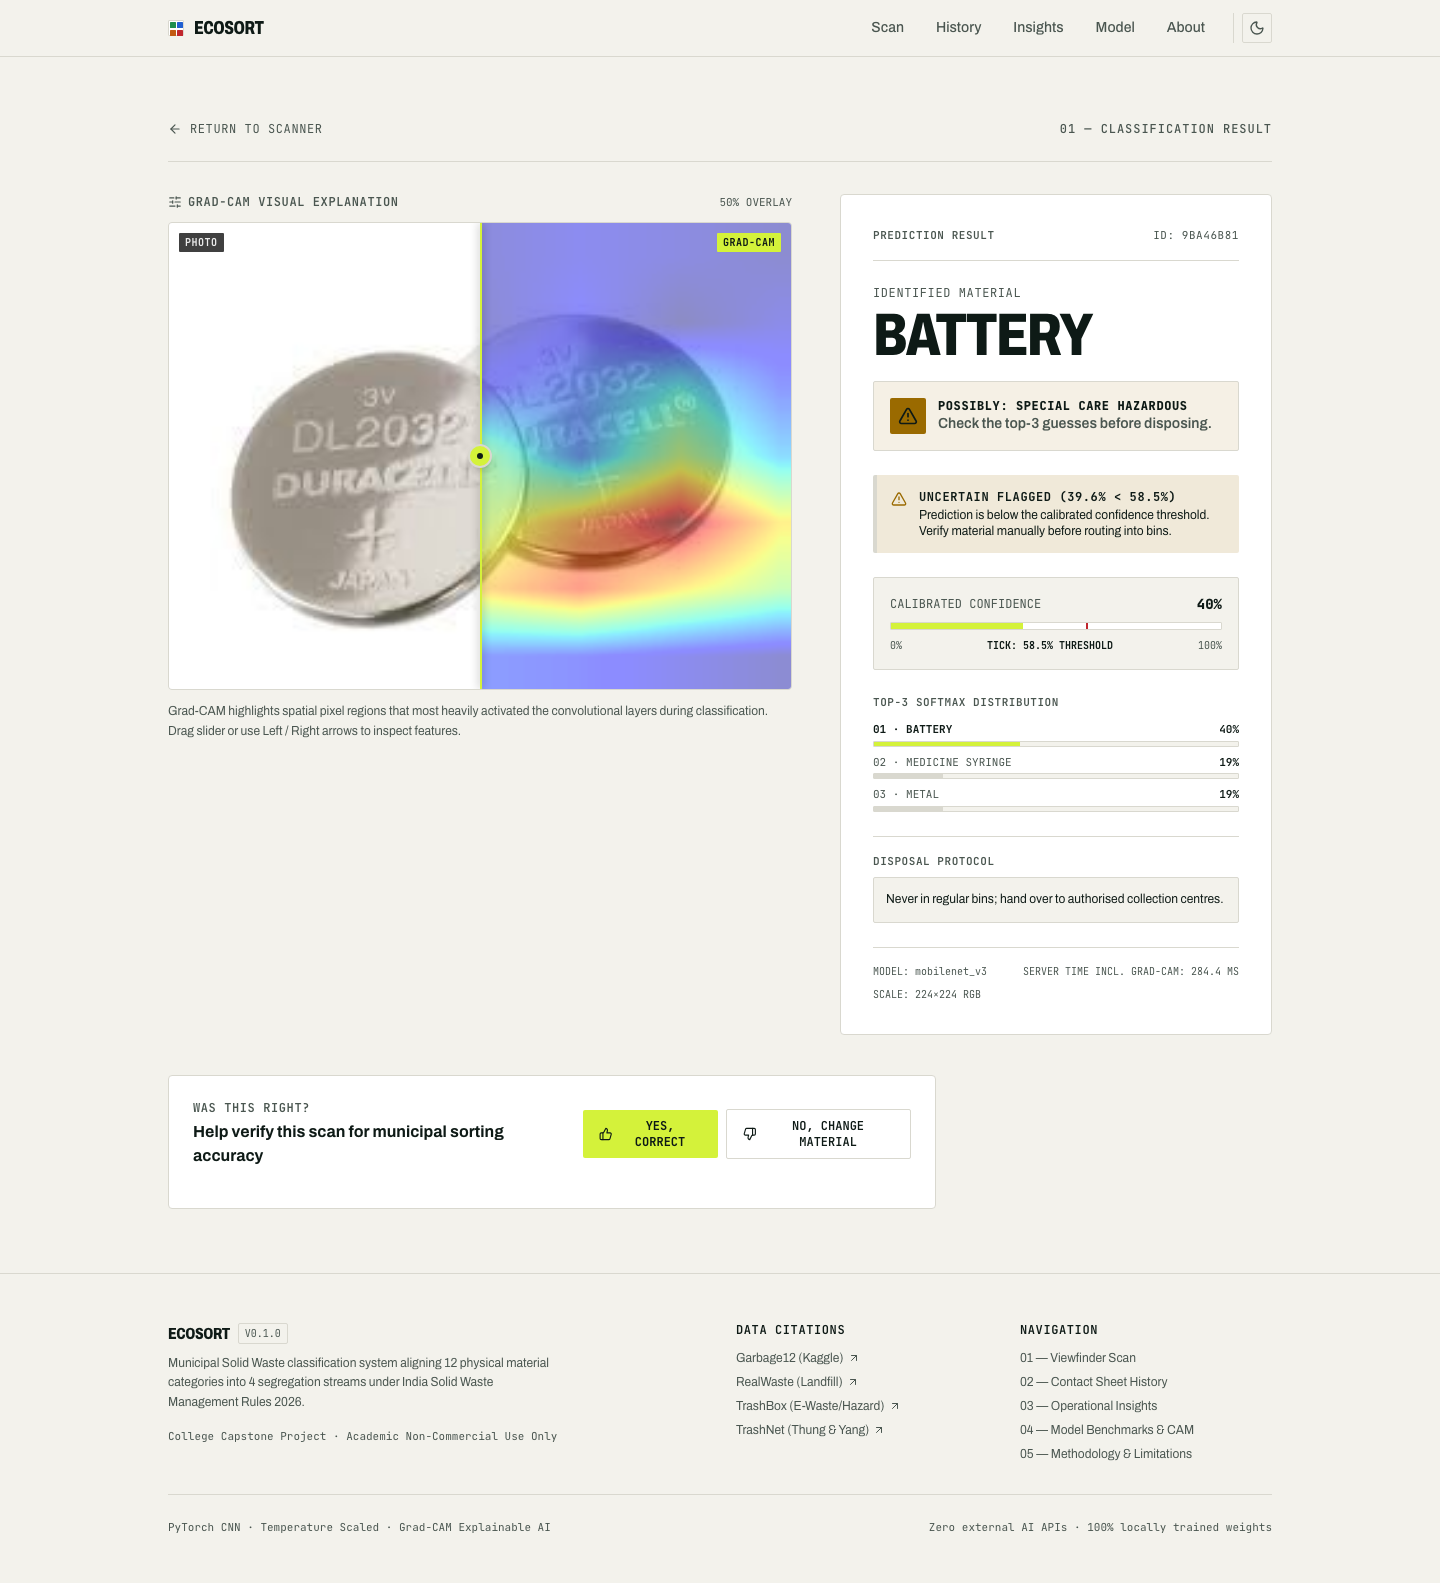 ECOSORT
Scan
History
Insights
Model
About
RETURN TO SCANNER
01 — CLASSIFICATION RESULT
GRAD-CAM VISUAL EXPLANATION
50% OVERLAY
PHOTO
GRAD-CAM
3V
DL2032
DURACELL
+
JAPAN
3V
DL2032
DURACELL®
+
JAPAN
Grad-CAM highlights spatial pixel regions that most heavily activated the convolutional layers during classification.
Drag slider or use Left / Right arrows to inspect features.
PREDICTION RESULT
ID: 9BA46B81
IDENTIFIED MATERIAL
BATTERY
POSSIBLY: SPECIAL CARE HAZARDOUS
Check the top-3 guesses before disposing.
UNCERTAIN FLAGGED (39.6% < 58.5%)
Prediction is below the calibrated confidence threshold.
Verify material manually before routing into bins.
CALIBRATED CONFIDENCE
40%
0%
TICK: 58.5% THRESHOLD
100%
TOP-3 SOFTMAX DISTRIBUTION
01 · BATTERY
40%
02 · MEDICINE SYRINGE
19%
03 · METAL
19%
DISPOSAL PROTOCOL
Never in regular bins; hand over to authorised collection centres.
MODEL: mobilenet_v3
SERVER TIME INCL. GRAD-CAM: 284.4 MS
SCALE: 224×224 RGB
WAS THIS RIGHT?
Help verify this scan for municipal sorting
accuracy
YES,
CORRECT
NO, CHANGE
MATERIAL
ECOSORT
V0.1.0
Municipal Solid Waste classification system aligning 12 physical material
categories into 4 segregation streams under India Solid Waste
Management Rules 2026.
College Capstone Project · Academic Non-Commercial Use Only
DATA CITATIONS
Garbage12 (Kaggle)
RealWaste (Landfill)
TrashBox (E-Waste/Hazard)
TrashNet (Thung & Yang)
NAVIGATION
01 — Viewfinder Scan
02 — Contact Sheet History
03 — Operational Insights
04 — Model Benchmarks & CAM
05 — Methodology & Limitations
PyTorch CNN · Temperature Scaled · Grad-CAM Explainable AI
Zero external AI APIs · 100% locally trained weights